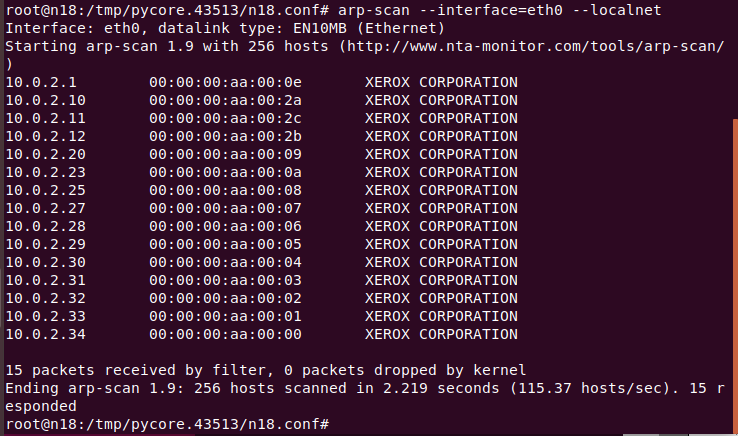 root@n18:/tmp/pycore.43513/n18.conf# arp-scan --interface=eth0 --localnet
Interface: eth0, datalink type: EN10MB (Ethernet)
Starting arp-scan 1.9 with 256 hosts (http://www.nta-monitor.com/tools/arp-scan/
)
10.0.2.1        00:00:00:aa:00:0e       XEROX CORPORATION
10.0.2.10       00:00:00:aa:00:2a       XEROX CORPORATION
10.0.2.11       00:00:00:aa:00:2c       XEROX CORPORATION
10.0.2.12       00:00:00:aa:00:2b       XEROX CORPORATION
10.0.2.20       00:00:00:aa:00:09       XEROX CORPORATION
10.0.2.23       00:00:00:aa:00:0a       XEROX CORPORATION
10.0.2.25       00:00:00:aa:00:08       XEROX CORPORATION
10.0.2.27       00:00:00:aa:00:07       XEROX CORPORATION
10.0.2.28       00:00:00:aa:00:06       XEROX CORPORATION
10.0.2.29       00:00:00:aa:00:05       XEROX CORPORATION
10.0.2.30       00:00:00:aa:00:04       XEROX CORPORATION
10.0.2.31       00:00:00:aa:00:03       XEROX CORPORATION
10.0.2.32       00:00:00:aa:00:02       XEROX CORPORATION
10.0.2.33       00:00:00:aa:00:01       XEROX CORPORATION
10.0.2.34       00:00:00:aa:00:00       XEROX CORPORATION
15 packets received by filter, 0 packets dropped by kernel
Ending arp-scan 1.9: 256 hosts scanned in 2.219 seconds (115.37 hosts/sec). 15 r
esponded
root@n18:/tmp/pycore.43513/n18.conf#